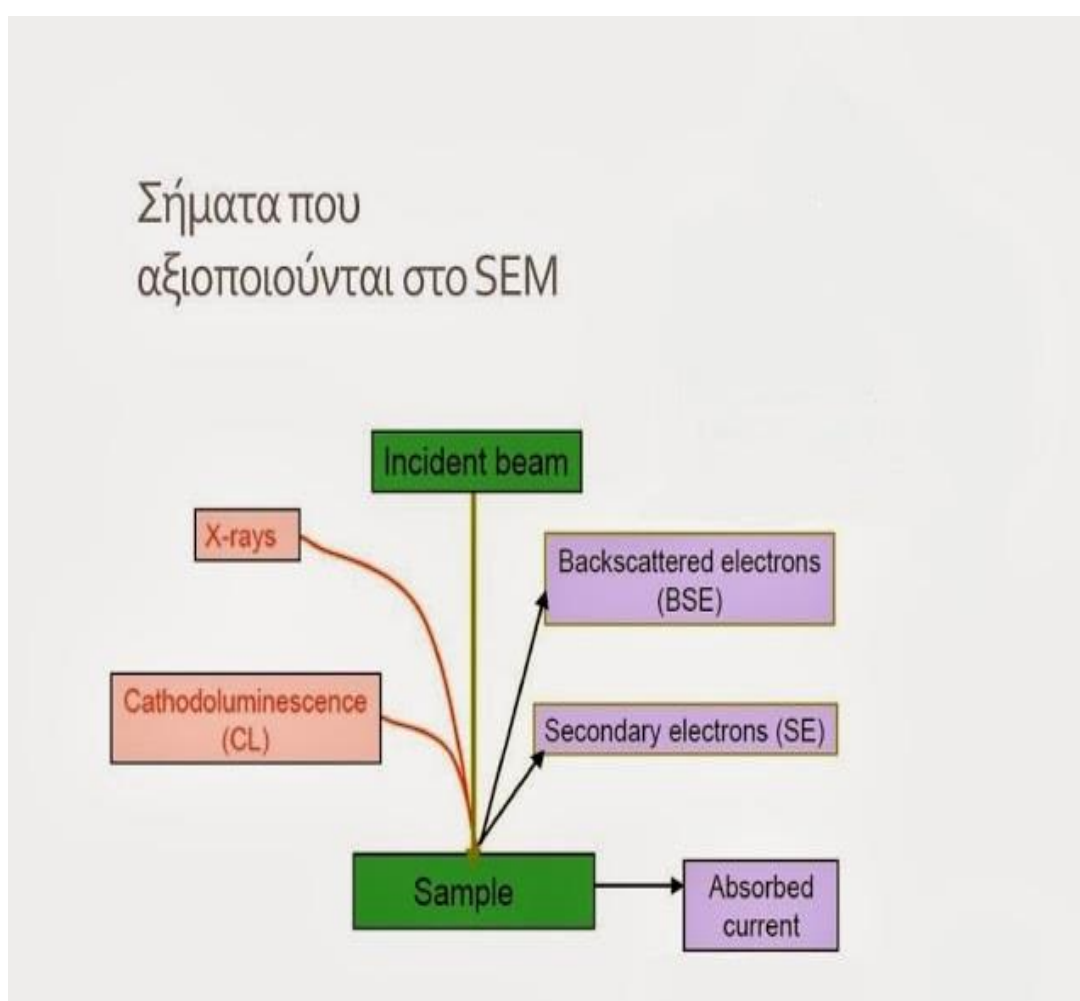 Σήματα που
αξιοποιούνται στο SEM
Incident beam
X-rays
Backscattered electrons
(BSE)
Cathodoluminescence
(CL)
Secondary electrons (SE)
Sample
Absorbed
current